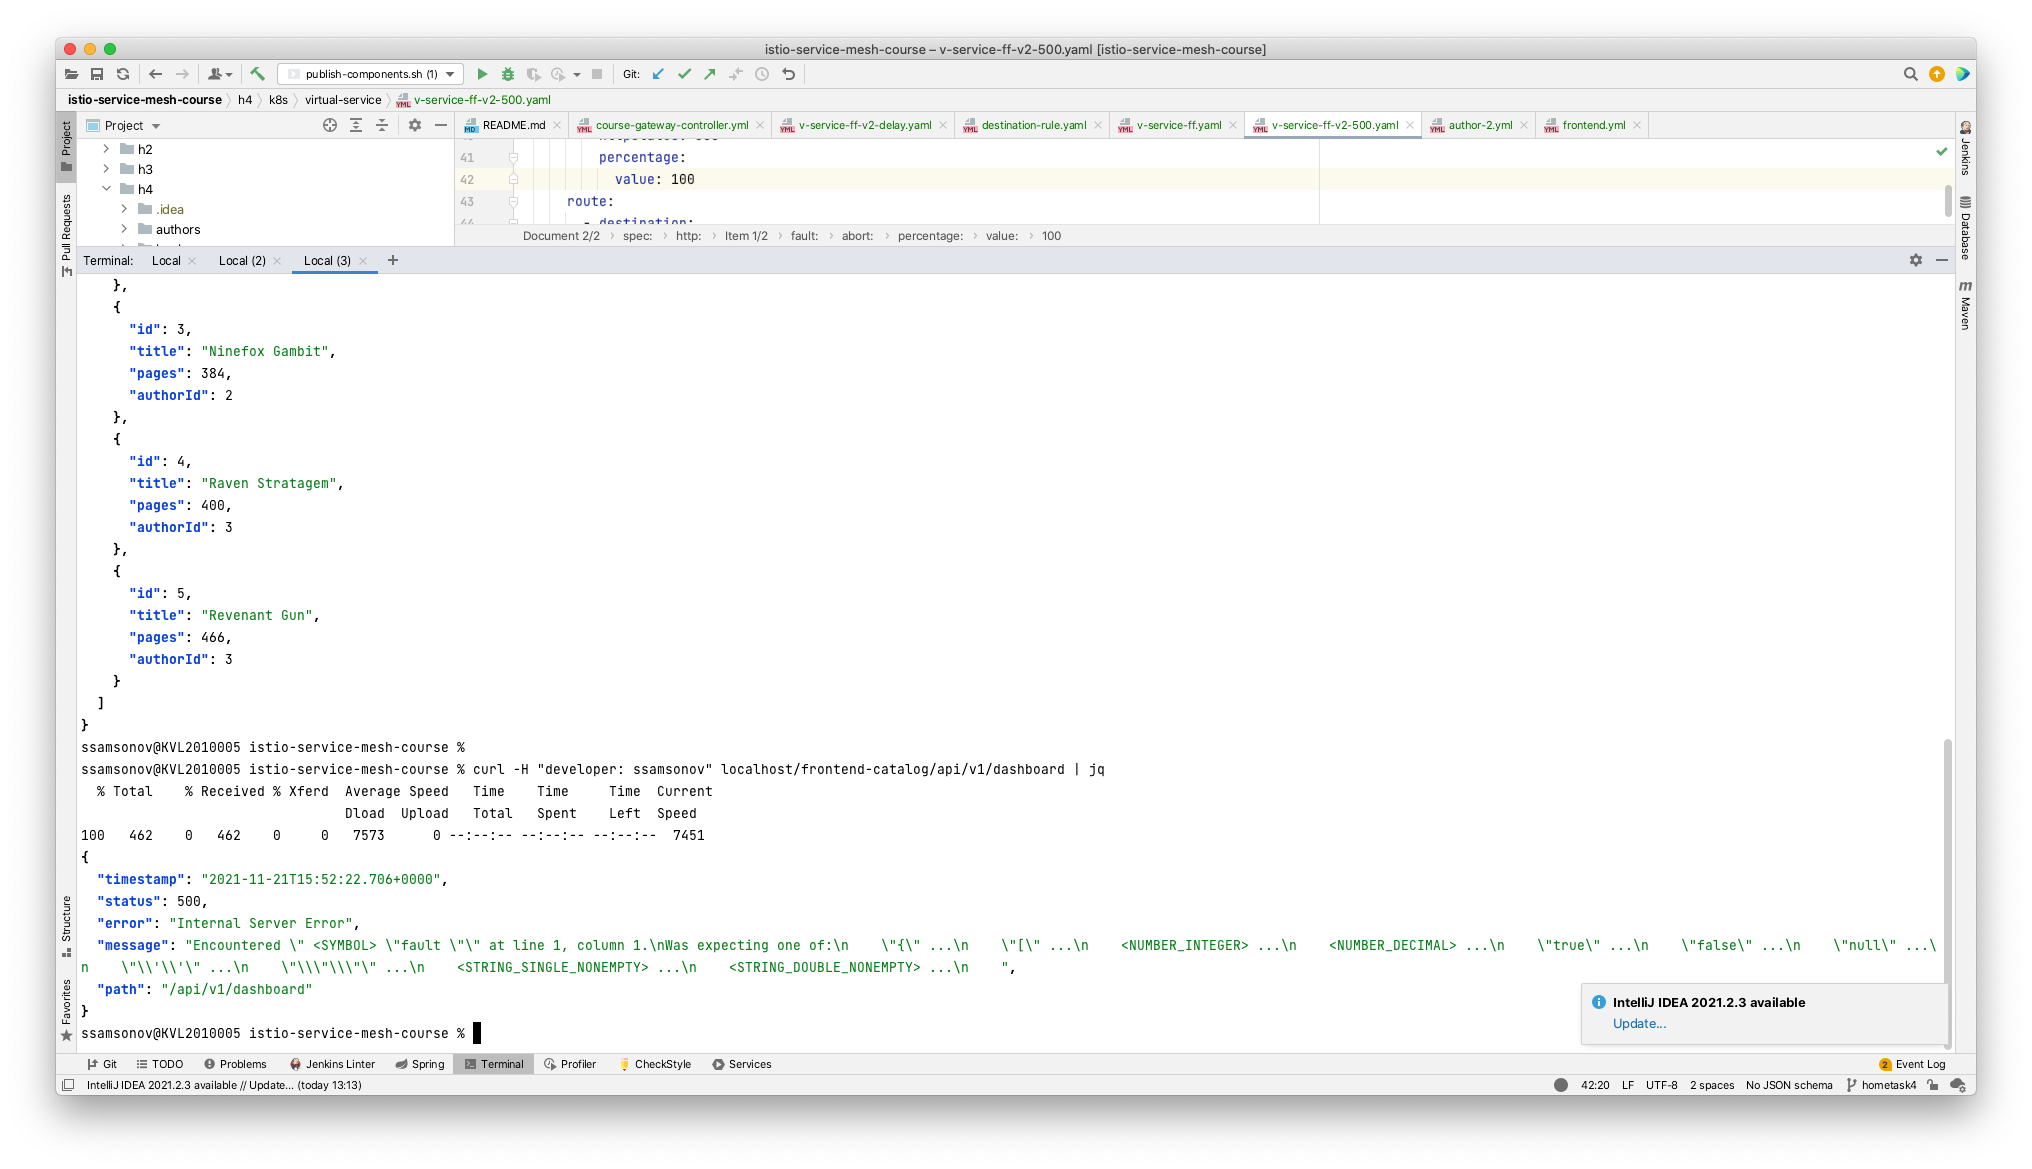 istio-service-mesh-course – v-service-ff-v2-500.yaml [istio-service-mesh-course]
publish-components.sh (1)
Git:
istio-service-mesh-course h4 k8s virtual-service v-service-ff-v2-500.yaml
Project
README.md
course-gateway-controller.yml
v-service-ff-v2-delay.yaml
destination-rule.yaml
v-service-ff.yaml
v-service-ff-v2-500.yaml
author-2.yml
frontend.yml
Project
Pull Requests
h2
h3
h4
.idea
authors
41 percentage:
42 value: 100
43 route:
44 - destination:
Document 2/2 › spec: › http: › Item 1/2 › fault: › abort: › percentage: › value: › 100
Jenkins
Database
Maven
Terminal: Local Local (2) Local (3) +
},
{
"id": 3,
"title": "Ninefox Gambit",
"pages": 384,
"authorId": 2
},
{
"id": 4,
"title": "Raven Stratagem",
"pages": 400,
"authorId": 3
},
{
"id": 5,
"title": "Revenant Gun",
"pages": 466,
"authorId": 3
}
]
}
ssamsonov@KVL2010005 istio-service-mesh-course %
ssamsonov@KVL2010005 istio-service-mesh-course % curl -H "developer: ssamsonov" localhost/frontend-catalog/api/v1/dashboard | jq
% Total % Received % Xferd Average Speed Time Time Time Current
Dload Upload Total Spent Left Speed
100 462 0 462 0 0 7573 0 --:--:-- --:--:-- --:--:-- 7451
{
"timestamp": "2021-11-21T15:52:22.706+0000",
"status": 500,
"error": "Internal Server Error",
"message": "Encountered \" <SYMBOL> \"fault \"\" at line 1, column 1.\nWas expecting one of:\n \"{\" ...\n \"[\" ...\n <NUMBER_INTEGER> ...\n <NUMBER_DECIMAL> ...\n \"true\" ...\n \"false\" ...\n \"null\" ...\
n \"\\'\\'\" ...\n \"\\\"\\\"\" ...\n <STRING_SINGLE_NONEMPTY> ...\n <STRING_DOUBLE_NONEMPTY> ...\n ",
"path": "/api/v1/dashboard"
}
ssamsonov@KVL2010005 istio-service-mesh-course %
Structure
Favorites
IntelliJ IDEA 2021.2.3 available
Update...
Git
TODO
Problems
Jenkins Linter
Spring
Terminal
Profiler
CheckStyle
Services
2 Event Log
IntelliJ IDEA 2021.2.3 available // Update... (today 13:13)
42:20 LF UTF-8 2 spaces No JSON schema hometask4